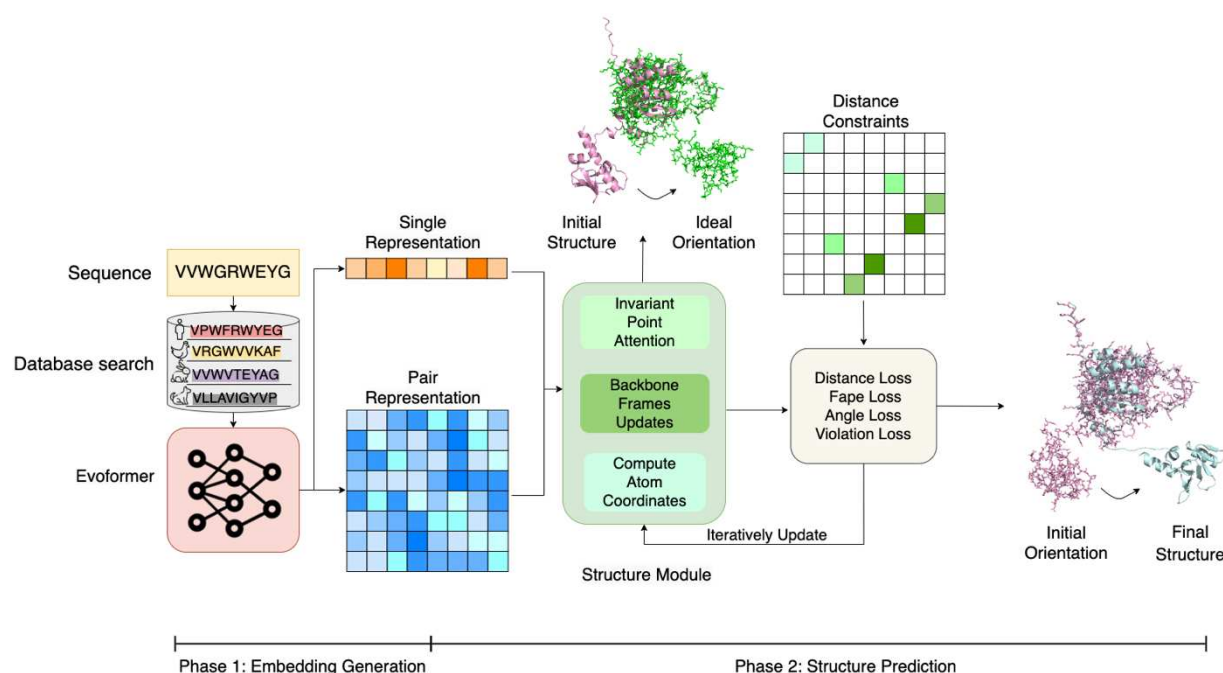 Sequence
VVWGRWEYG
Database search
VPWFRWYEG
VRGWVVKAF
VVWVTEYAG
VLLAVIGYVP
Evoformer
Single
Representation
Pair
Representation
Initial
Structure
Ideal
Orientation
Invariant
Point
Attention
Backbone
Frames
Updates
Compute
Atom
Coordinates
Structure Module
Distance
Constraints
Distance Loss
Fape Loss
Angle Loss
Violation Loss
Iteratively Update
Initial
Orientation
Final
Structure
Phase 1: Embedding Generation
Phase 2: Structure Prediction